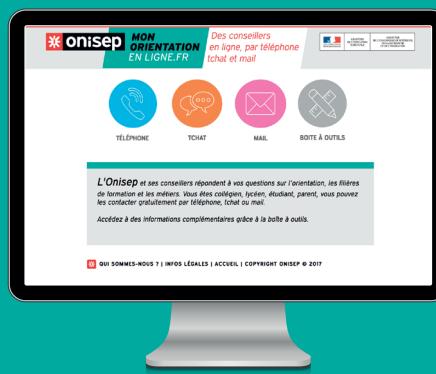 onisep
MON
ORIENTATION
EN LIGNE.FR
Des conseillers
en ligne, par téléphone
tchat et mail
TÉLÉPHONE
TCHAT
MAIL
BOITE À OUTILS
L'Onisep et ses conseillers répondent à vos questions sur l'orientation, les filières
de formation et les métiers. Vous êtes collégien, lycéen, étudiant, parent, vous pouvez
les contacter gratuitement par téléphone, tchat ou mail.
Accédez à des informations complémentaires grâce à la boîte à outils.
QUI SOMMES-NOUS ? | INFOS LÉGALES | ACCUEIL | COPYRIGHT ONISEP © 2017